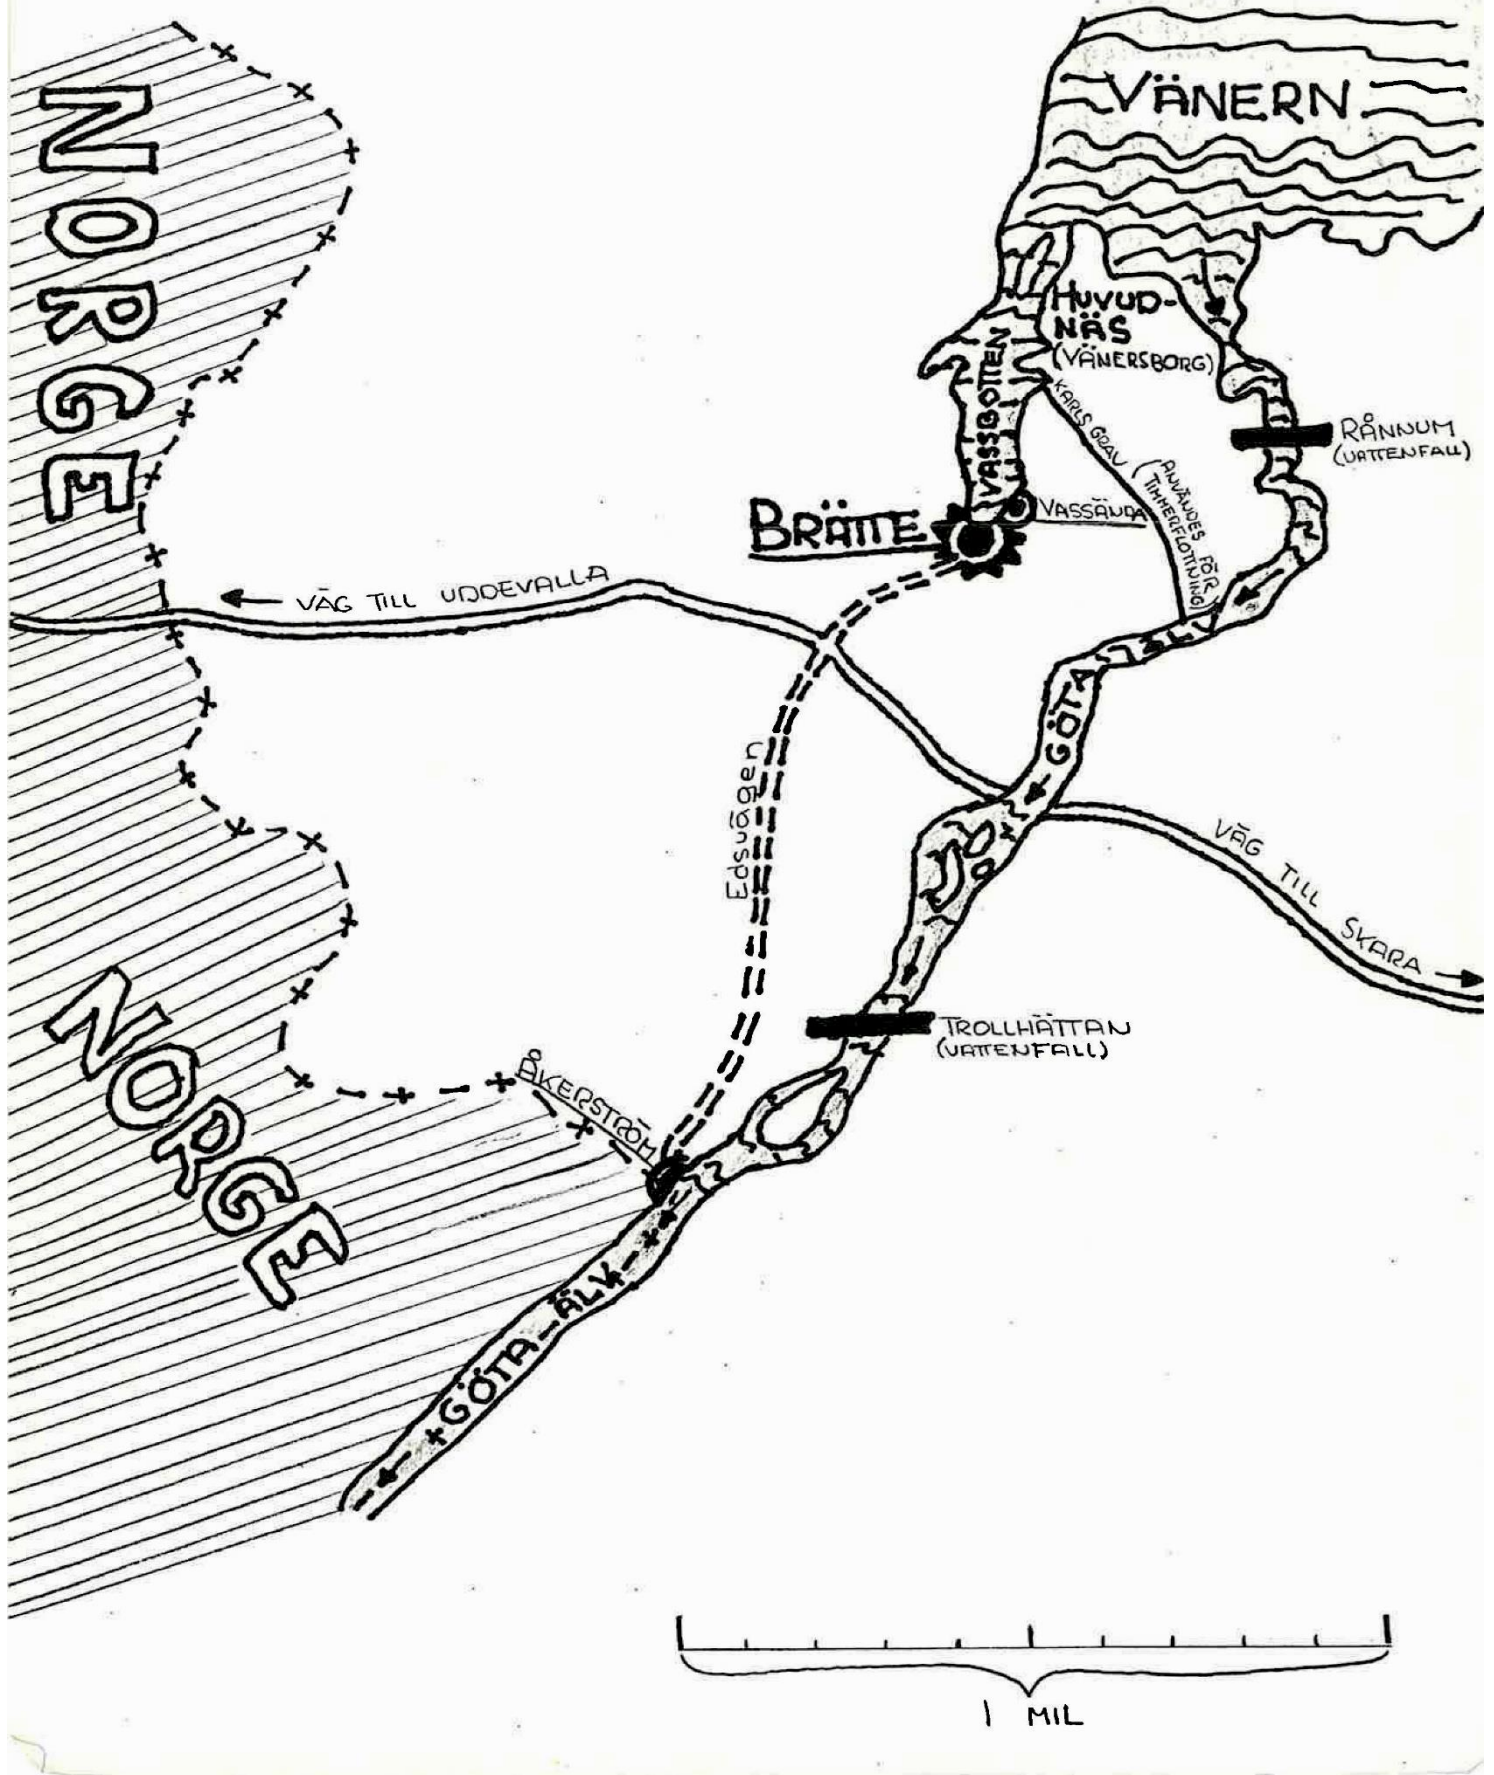 VÄNERN
NORGE
HUVUD-
NÄS
(VÄNERSBORG)
VASSBOTTEN
KARLS GRAV (ANVÄNDES FÖR
TIMMERFLOTTNING)
RÅNNUM
(VATTENFALL)
BRÄTTE
VASSÄNDA
VÄG TILL UDDEVALLA
GÖTA ÄLV
Edsvägen
VÄG TILL SKARA
TROLLHÄTTAN
(VATTENFALL)
NORGE
ÅKERSTRÖM
GÖTA-ÄLV
1 MIL